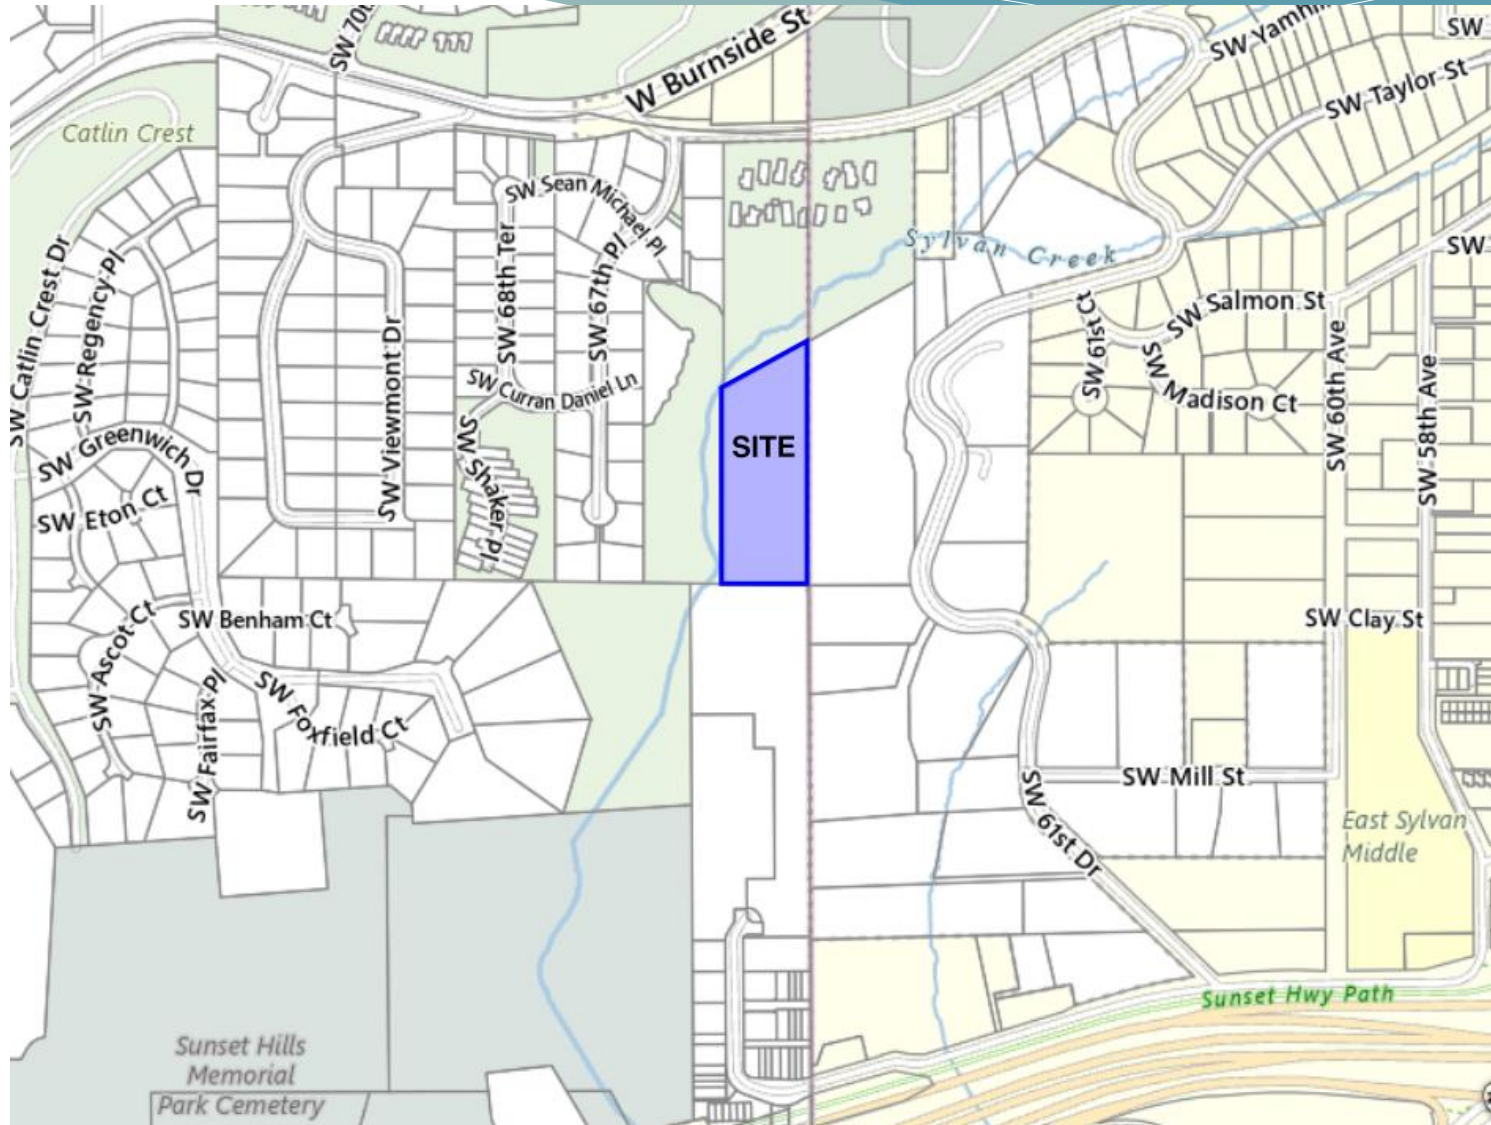 SW 70t
W Burnside St
SW Yamhill
SW
SW Taylor St
Catlin Crest
SW Sean Michael Pl
SW Catlin Crest Dr
SW Regency Pl
SW 68th Ter
SW 67th Pl
Sylvan Creek
SW
SW 61st Ct
SW Salmon St
SW Viewmont Dr
SW Curran Daniel Ln
SW Madison Ct
SW 60th Ave
SW 58th Ave
SITE
SW Greenwich Dr
SW Shaker Pl
SW Eton Ct
SW Ascot Ct
SW Benham Ct
SW Clay St
SW Fairfax Pl
SW Foxfield Ct
SW Mill St
SW 61st Dr
East Sylvan
Middle
Sunset Hwy Path
Sunset Hills
Memorial
Park Cemetery